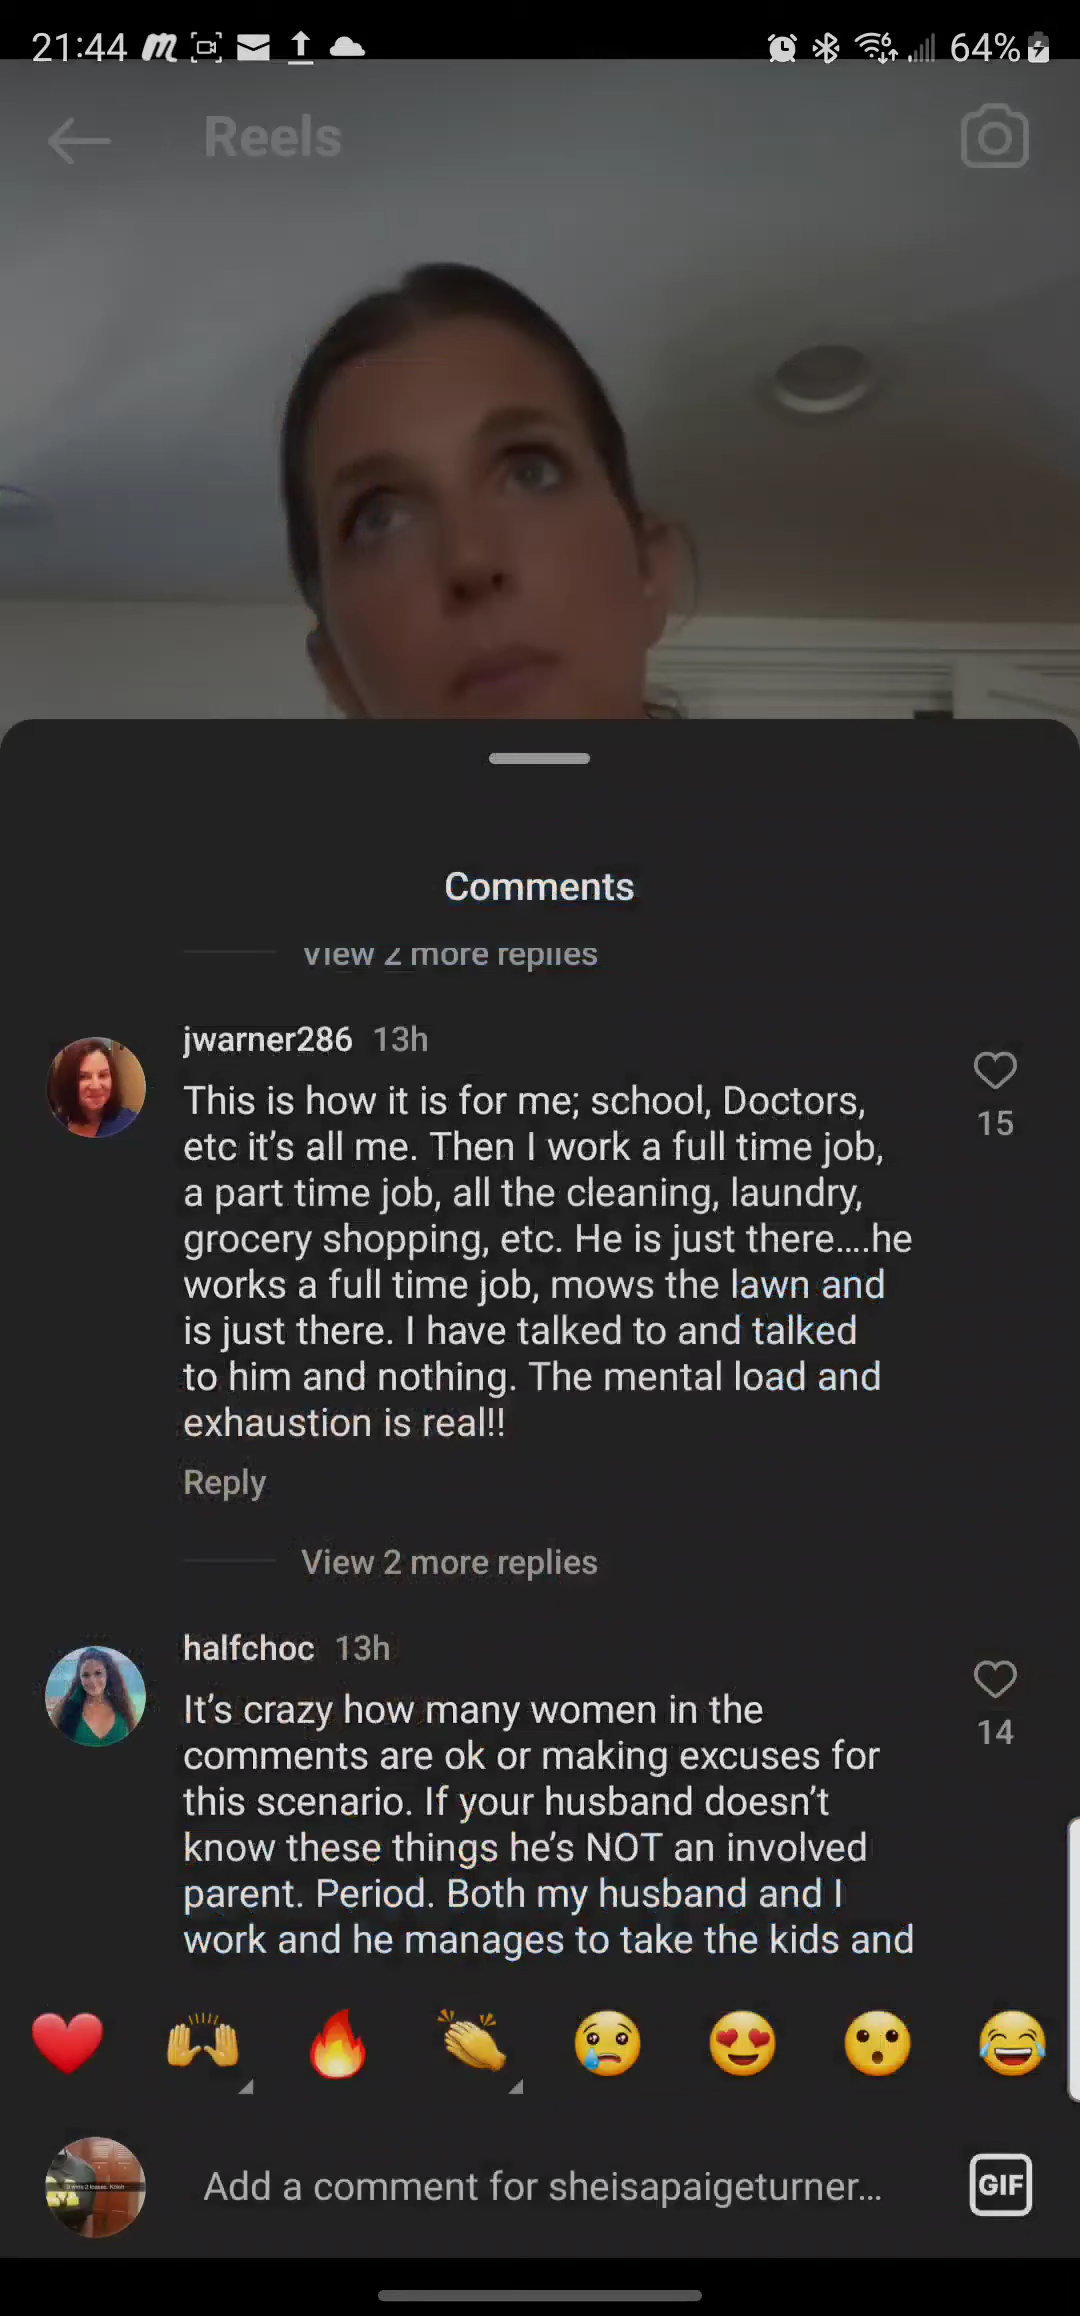 21:44
64%
Reels
Comments
View 2 more replies
jwarner286 13h
This is how it is for me; school, Doctors,
etc it’s all me. Then I work a full time job,
a part time job, all the cleaning, laundry,
grocery shopping, etc. He is just there....he
works a full time job, mows the lawn and
is just there. I have talked to and talked
to him and nothing. The mental load and
exhaustion is real!!
15
Reply
View 2 more replies
halfchoc 13h
It’s crazy how many women in the
comments are ok or making excuses for
this scenario. If your husband doesn’t
know these things he’s NOT an involved
parent. Period. Both my husband and I
work and he manages to take the kids and
14
Add a comment for sheisapaigeturner...
GIF